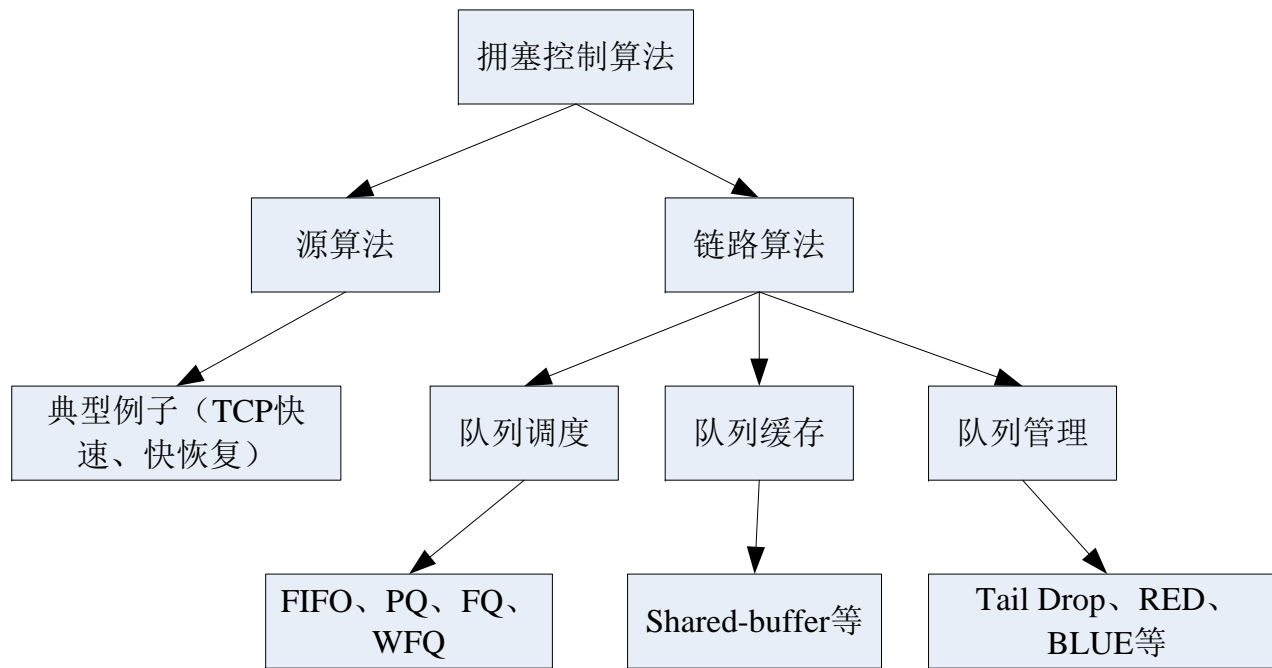 拥塞控制算法
源算法
链路算法
典型例子（TCP快
速、快恢复）
队列调度
队列缓存
队列管理
FIFO、PQ、FQ、
WFQ
Shared-buffer等
Tail Drop、RED、
BLUE等